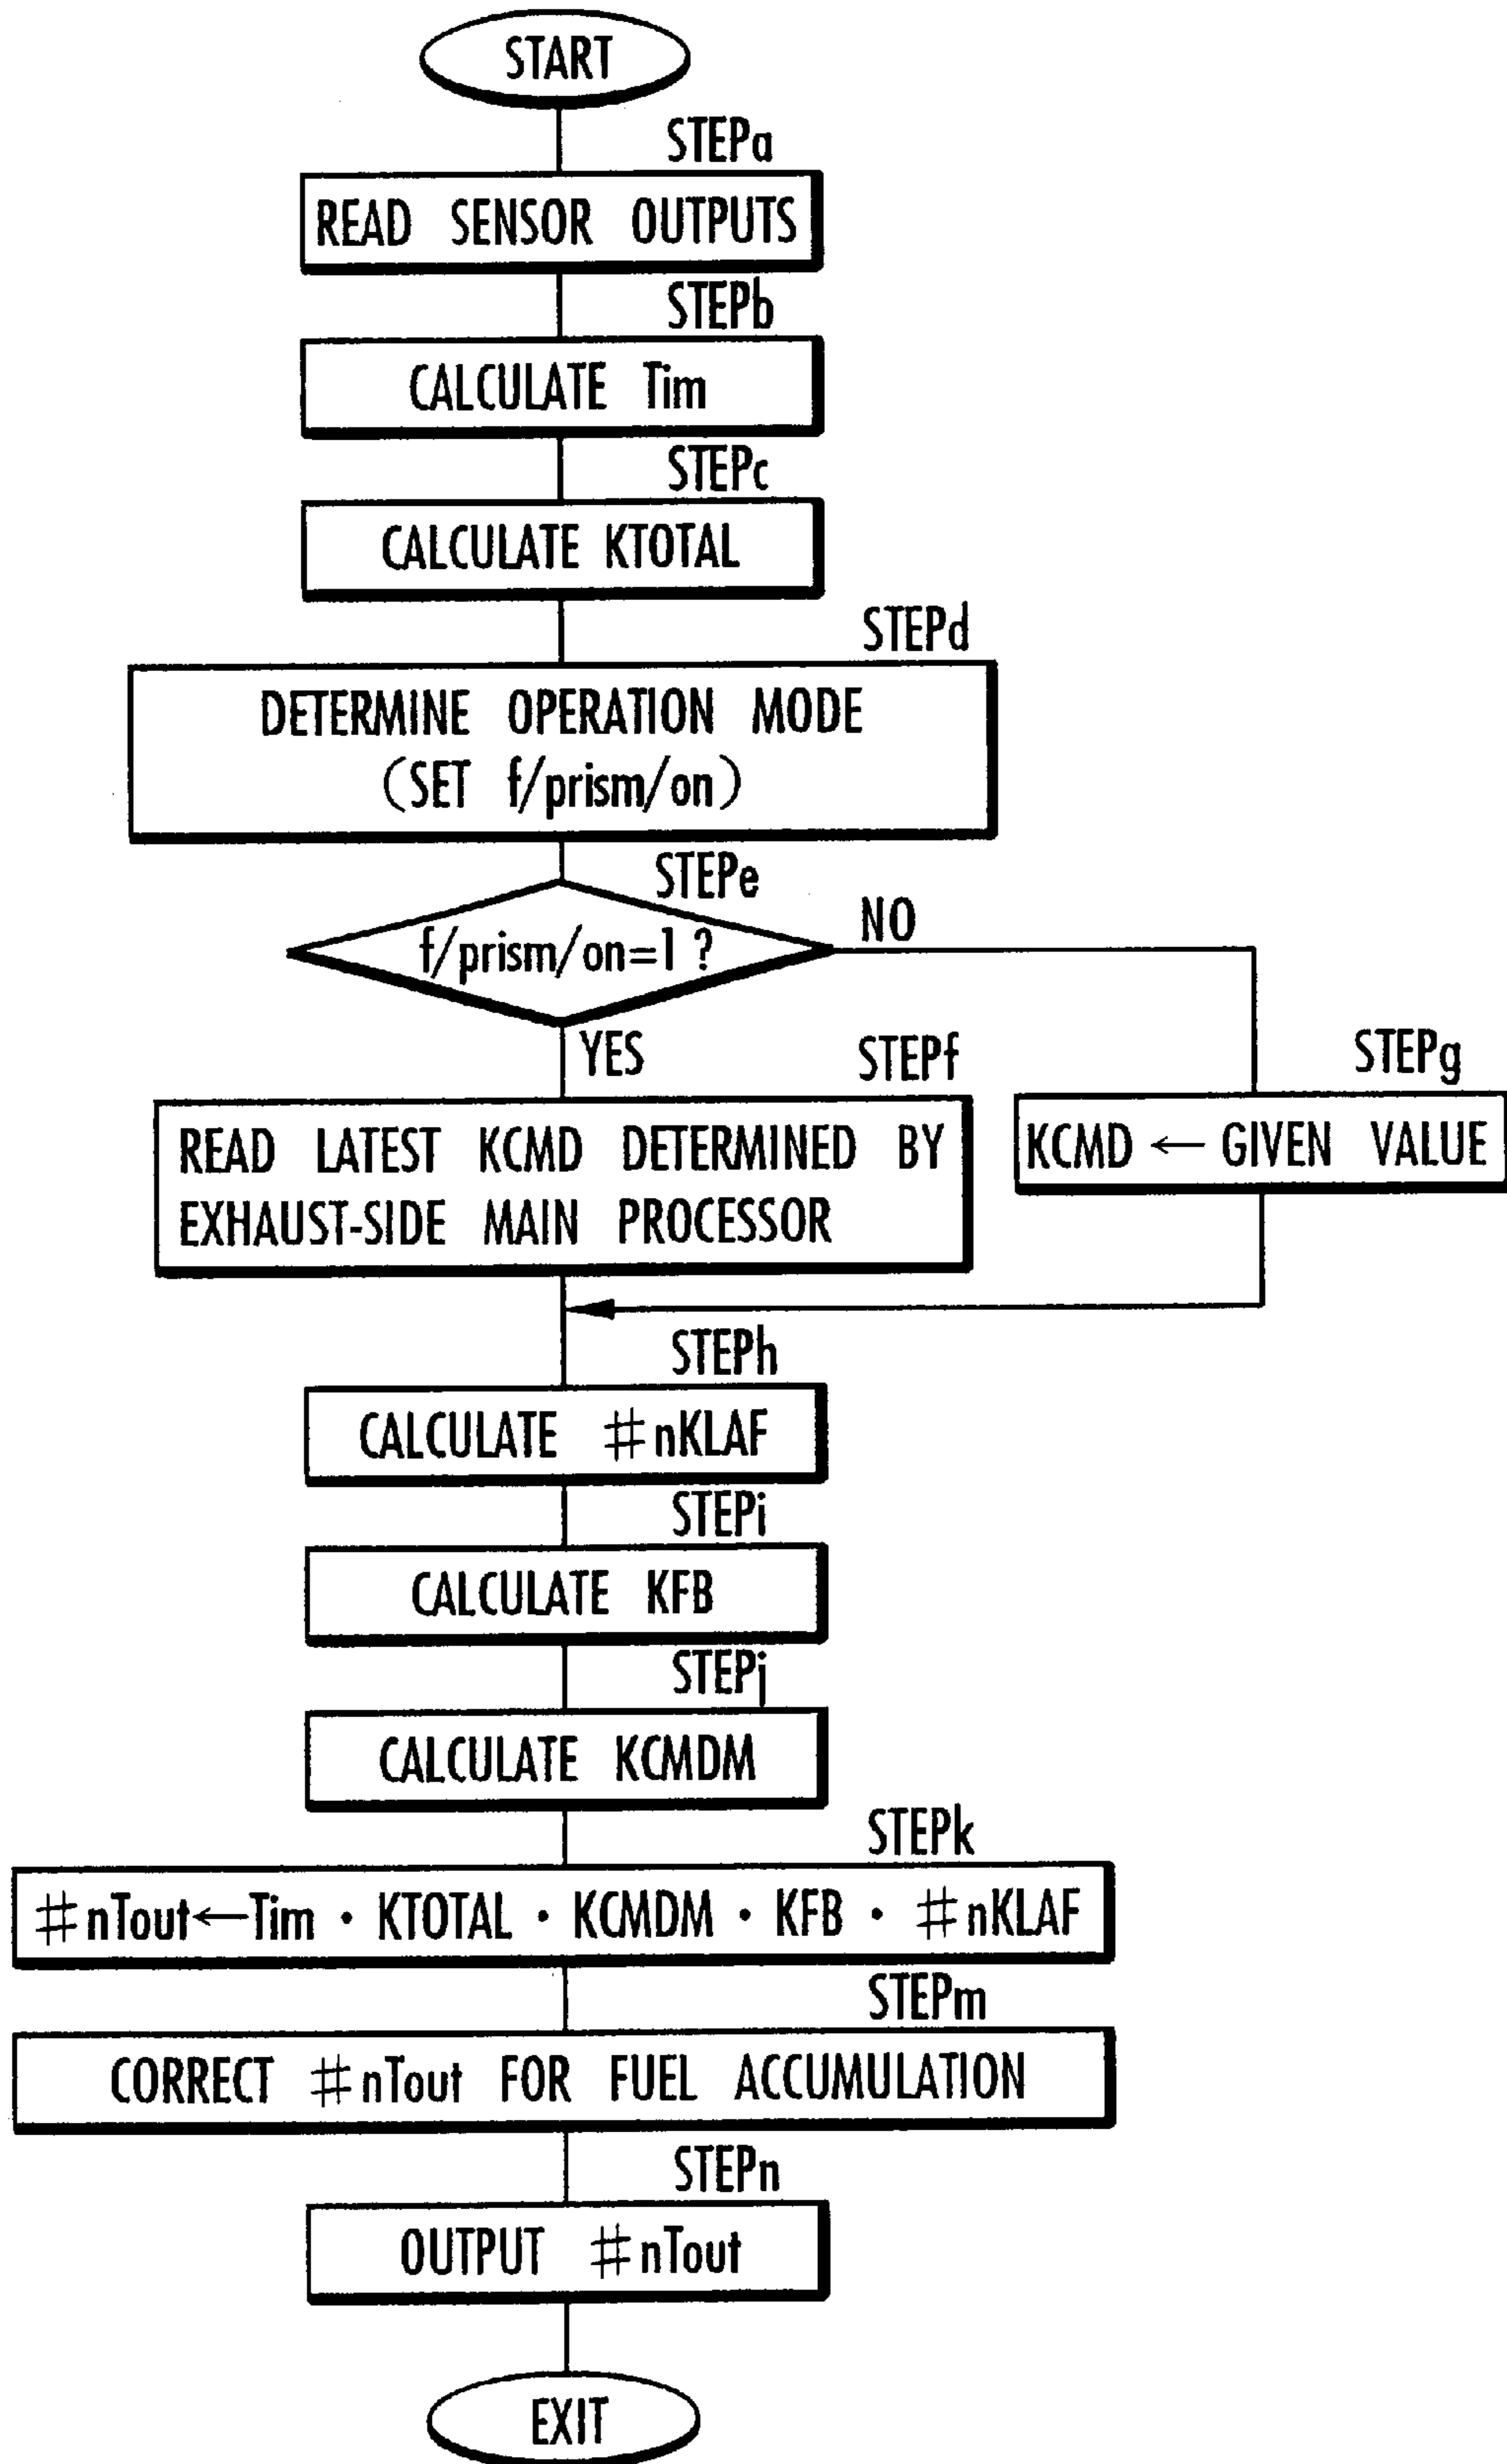 START
STEPa
READ SENSOR OUTPUTS
STEPb
CALCULATE Tim
STEPc
CALCULATE KTOTAL
STEPd
DETERMINE OPERATION MODE
(SET f/prism/on)
STEPe
f/prism/on=1 ?
NO
YES
STEPf
READ LATEST KCMD DETERMINED BY
EXHAUST-SIDE MAIN PROCESSOR
STEPg
KCMD ← GIVEN VALUE
STEPh
CALCULATE #nKLAF
STEPi
CALCULATE KFB
STEPj
CALCULATE KCMDM
STEPk
#nTout←Tim · KTOTAL · KCMDM · KFB · #nKLAF
STEPm
CORRECT #nTout FOR FUEL ACCUMULATION
STEPn
OUTPUT #nTout
EXIT